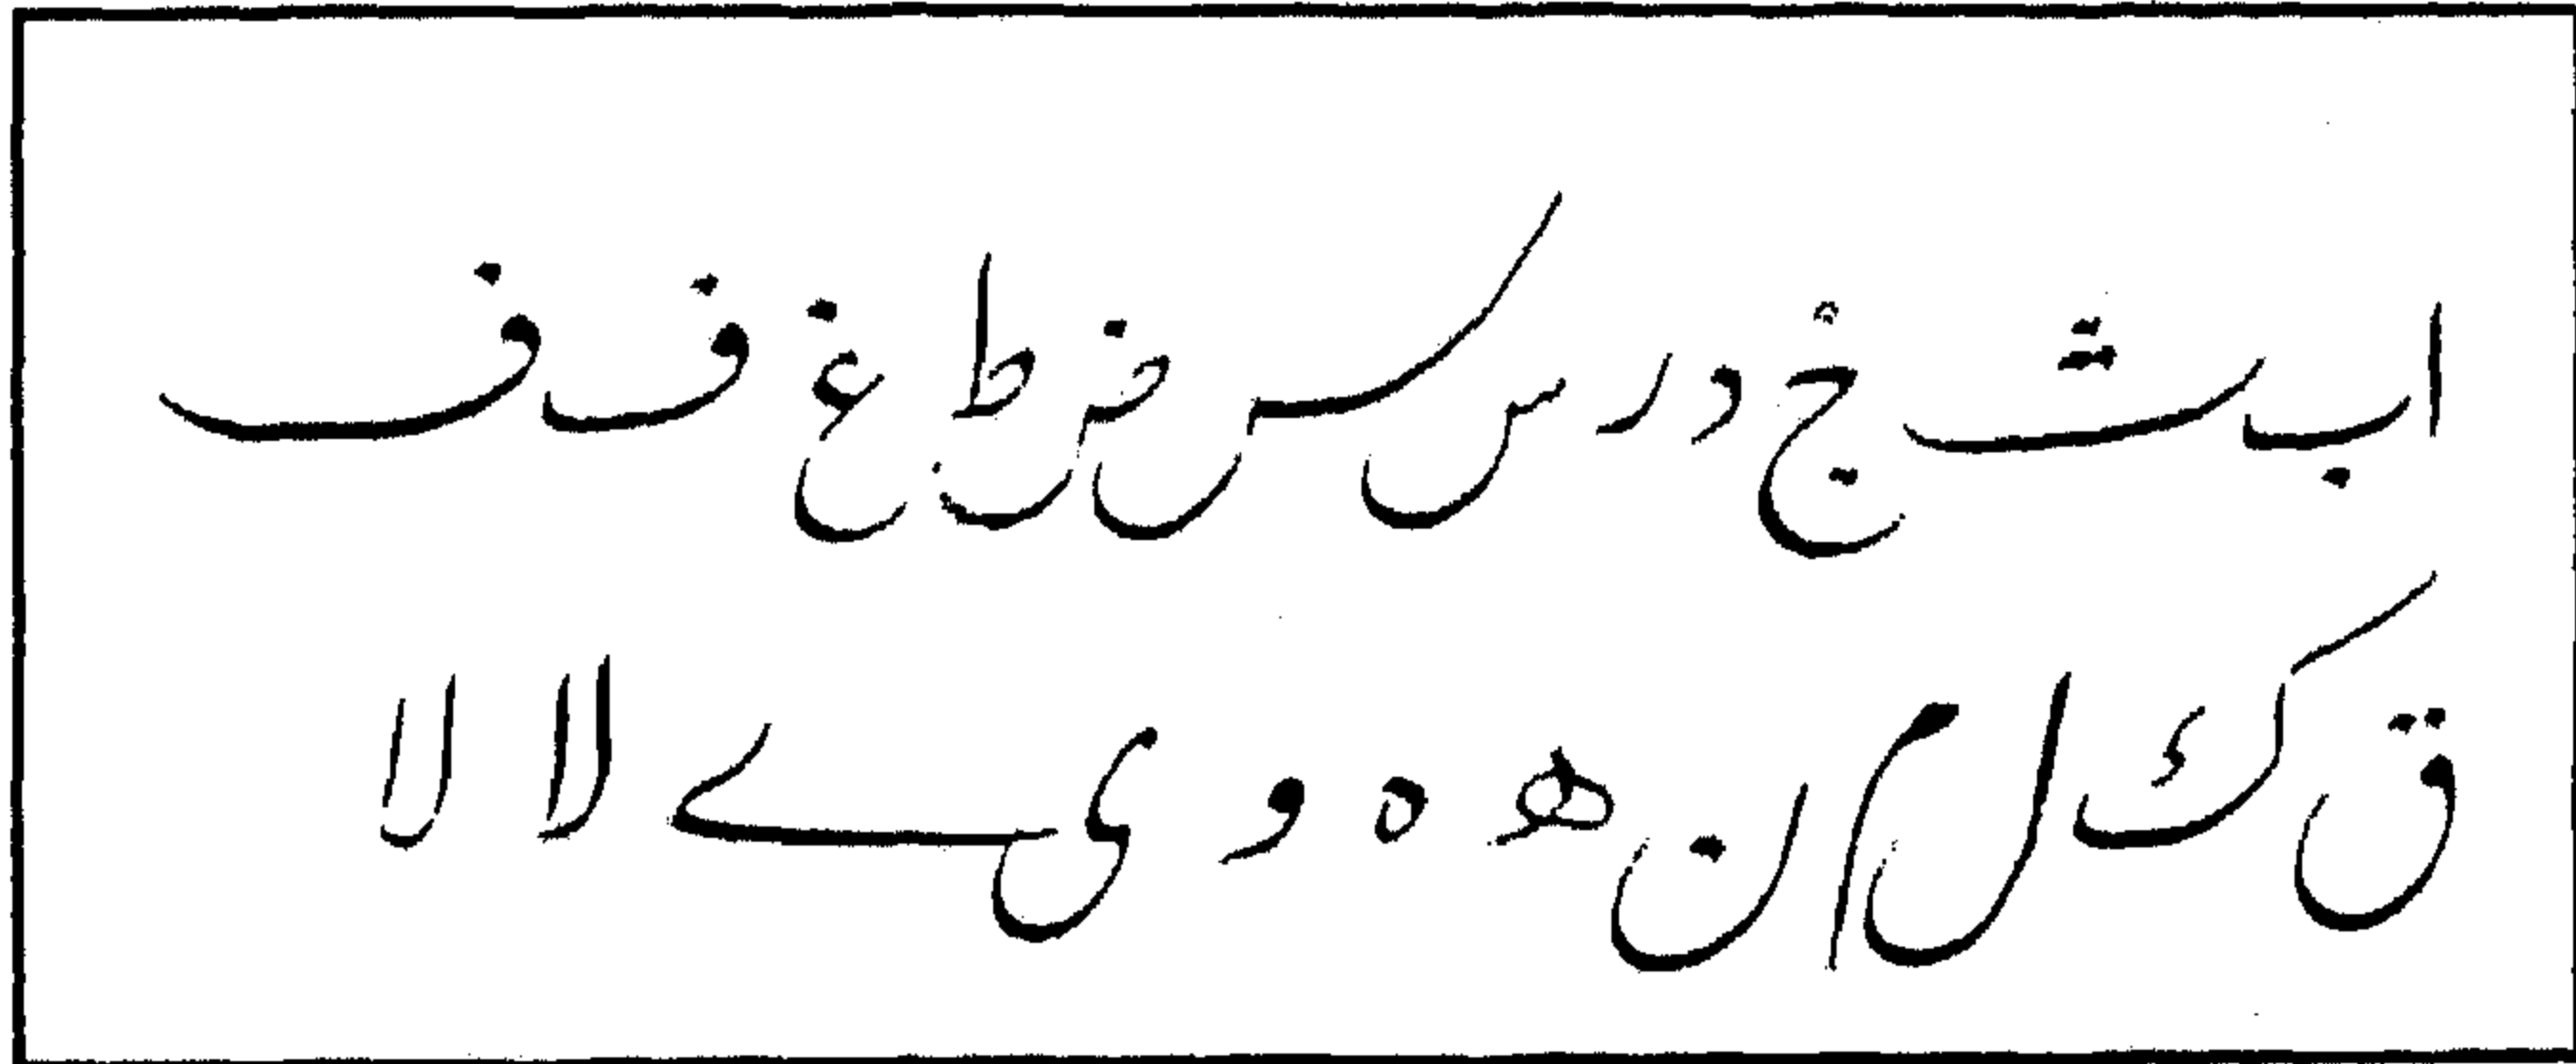 ا ب ث خ د ر س س ض ط غ ف ف
ق ك ل م ن ه ه و ى ے لا لا